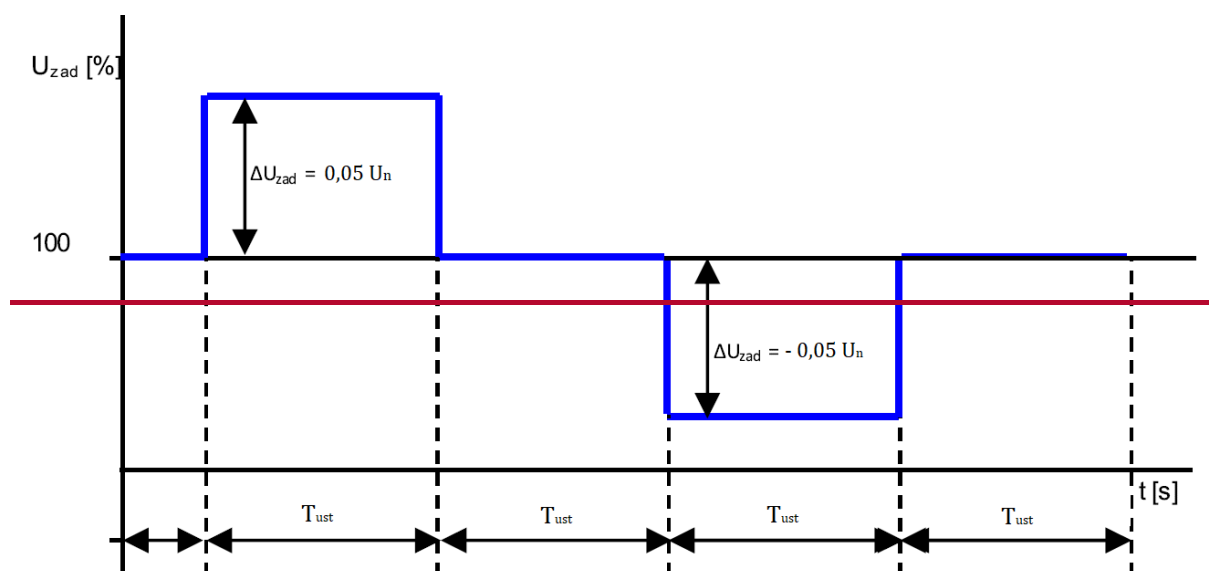 Uzad [%]
ΔUzad = 0,05 Un
100
ΔUzad = - 0,05 Un
t [s]
Tust
Tust
Tust
Tust